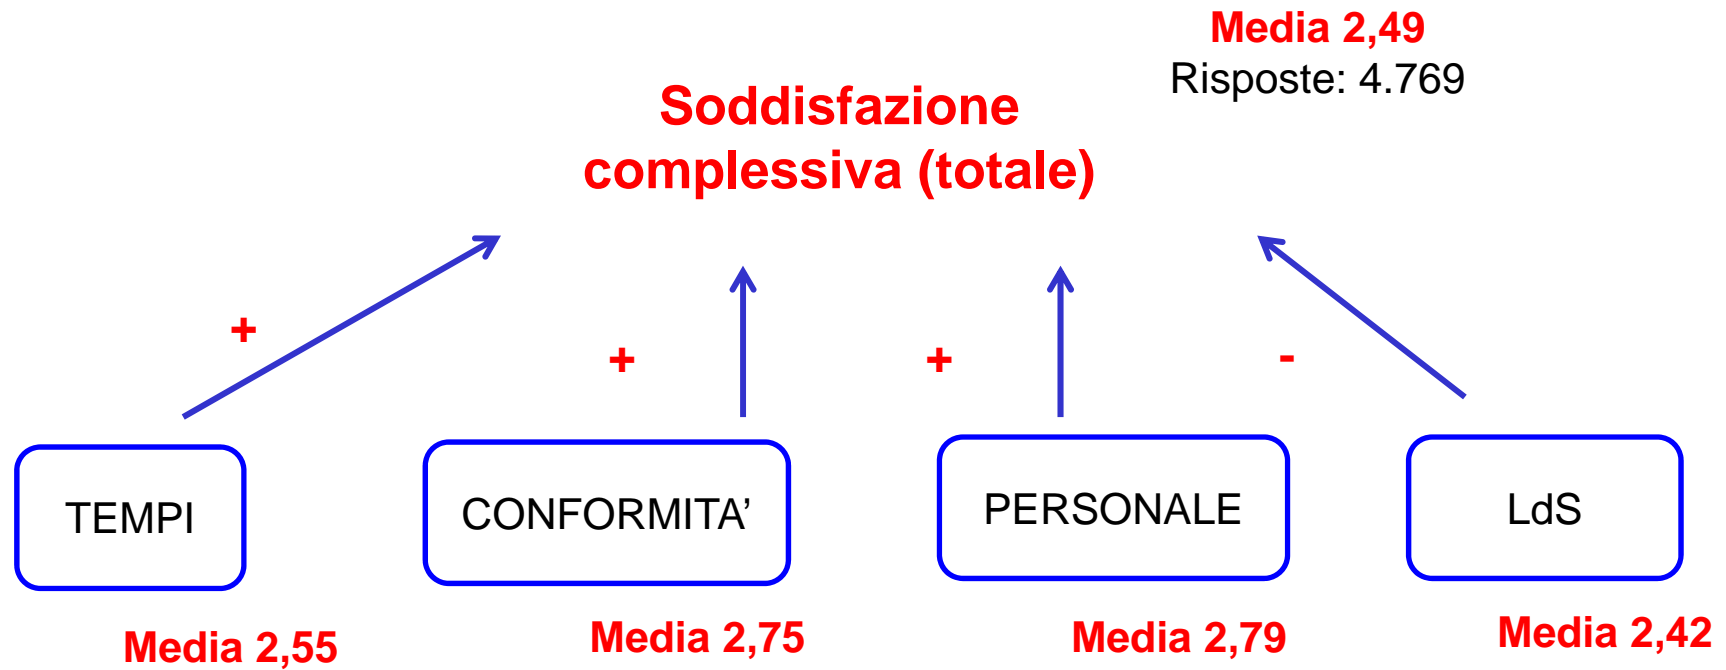 Media 2,49
Risposte: 4.769
Soddisfazione
complessiva (totale)
+
+
+
-
TEMPI
CONFORMITA’
PERSONALE
LdS
Media 2,55
Media 2,75
Media 2,79
Media 2,42